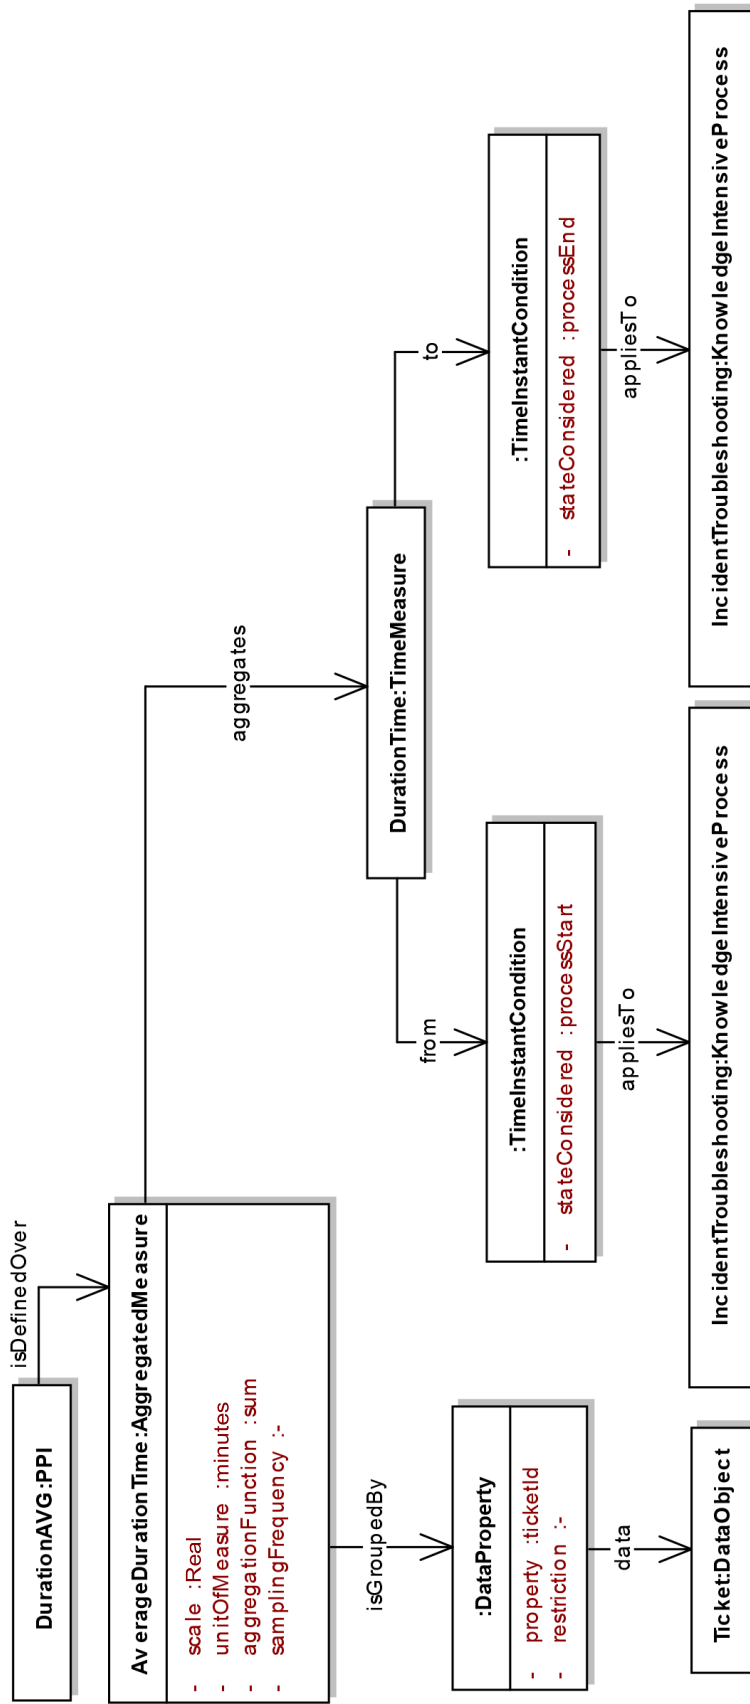 DurationAVG:PPI
isDefinedOver
AverageDurationTime:AggregatedMeasure
- scale :Real
- unitOfMeasure :minutes
- aggregationFunction :sum
- samplingFrequency :-
aggregates
isGroupedBy
DurationTime:TimeMeasure
from
to
:DataProperty
- property :ticketId
- restriction :-
:TimeInstantCondition
- stateConsidered :processStart
:TimeInstantCondition
- stateConsidered :processEnd
data
appliesTo
appliesTo
Ticket:DataObject
IncidentTroubleshooting:KnowledgeIntensiveProcess
IncidentTroubleshooting:KnowledgeIntensiveProcess